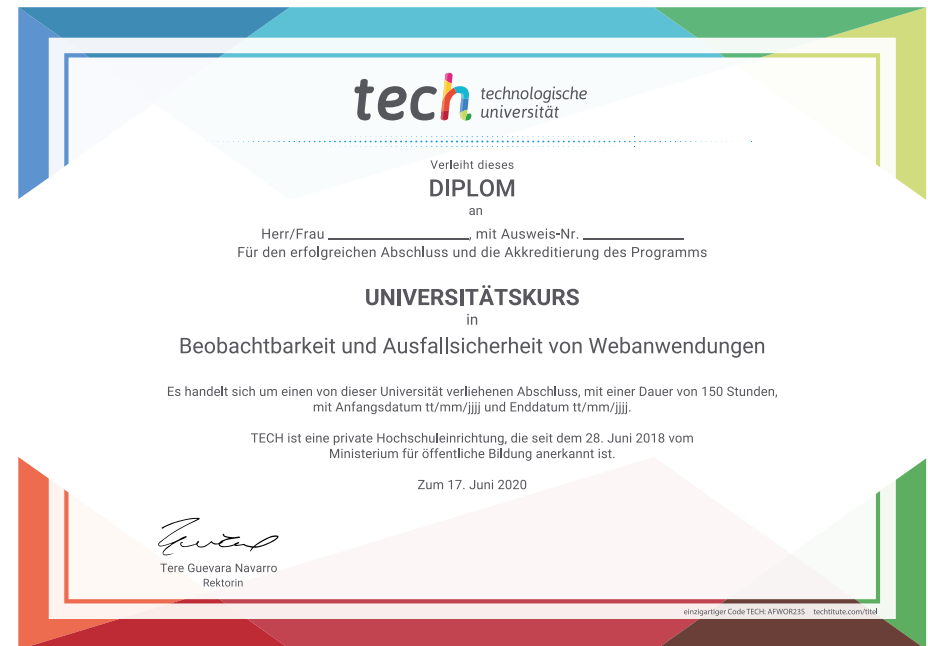 tech technologische
universität
Verleiht dieses
DIPLOM
an
Herr/Frau ____________________, mit Ausweis-Nr. ______________
Für den erfolgreichen Abschluss und die Akkreditierung des Programms
UNIVERSITÄTSKURS
in
Beobachtbarkeit und Ausfallsicherheit von Webanwendungen
Es handelt sich um einen von dieser Universität verliehenen Abschluss, mit einer Dauer von 150 Stunden,
mit Anfangsdatum tt/mm/jjjj und Enddatum tt/mm/jjjj.
TECH ist eine private Hochschuleinrichtung, die seit dem 28. Juni 2018 vom
Ministerium für öffentliche Bildung anerkannt ist.
Zum 17. Juni 2020
Tere Guevara Navarro
Rektorin
einzigartiger Code TECH: AFWOR23S techtitute.com/titel